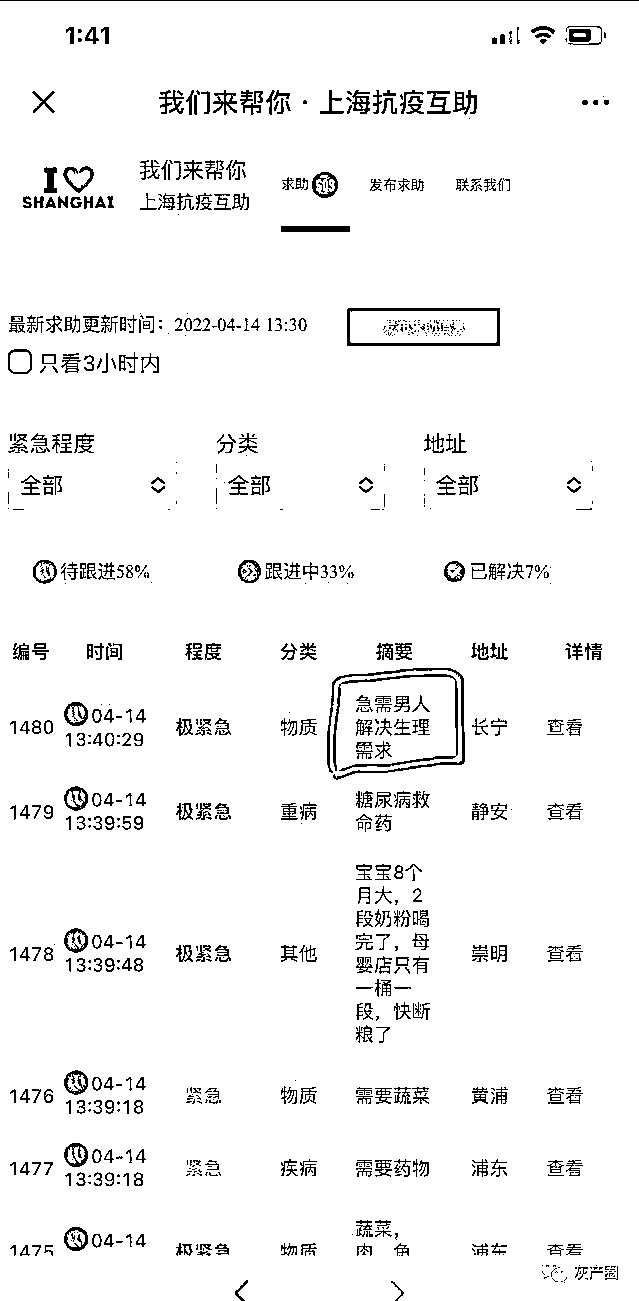 1:41
我们来帮你 · 上海抗疫互助
I
SHANGHAI
我们来帮你
上海抗疫互助
求助 SOS 发布求助 联系我们
最新求助更新时间：2022-04-14 13:30
只看3小时内
紧急程度 分类 地址
全部 全部 全部
待跟进58% 跟进中33% 已解决7%
编号 时间 程度 分类 摘要 地址 详情
急需男人
1480 04-14 极紧急 物质 解决生理 长宁 查看
13:40:29 需求
1479 04-14 极紧急 重病 糖尿病救 静安 查看
13:39:59 命药
宝宝8个
月大，2
段奶粉喝
1478 04-14 极紧急 其他 完了，母 崇明 查看
13:39:48 婴店只有
一桶一
段，快断
粮了
1476 04-14 紧急 物质 需要蔬菜 黄浦 查看
13:39:18
1477 04-14 紧急 疾病 需要药物 浦东 查看
13:39:18
蔬菜，
1475 04-14 极紧急 物质 肉 鱼 浦东 查看
灰产圈